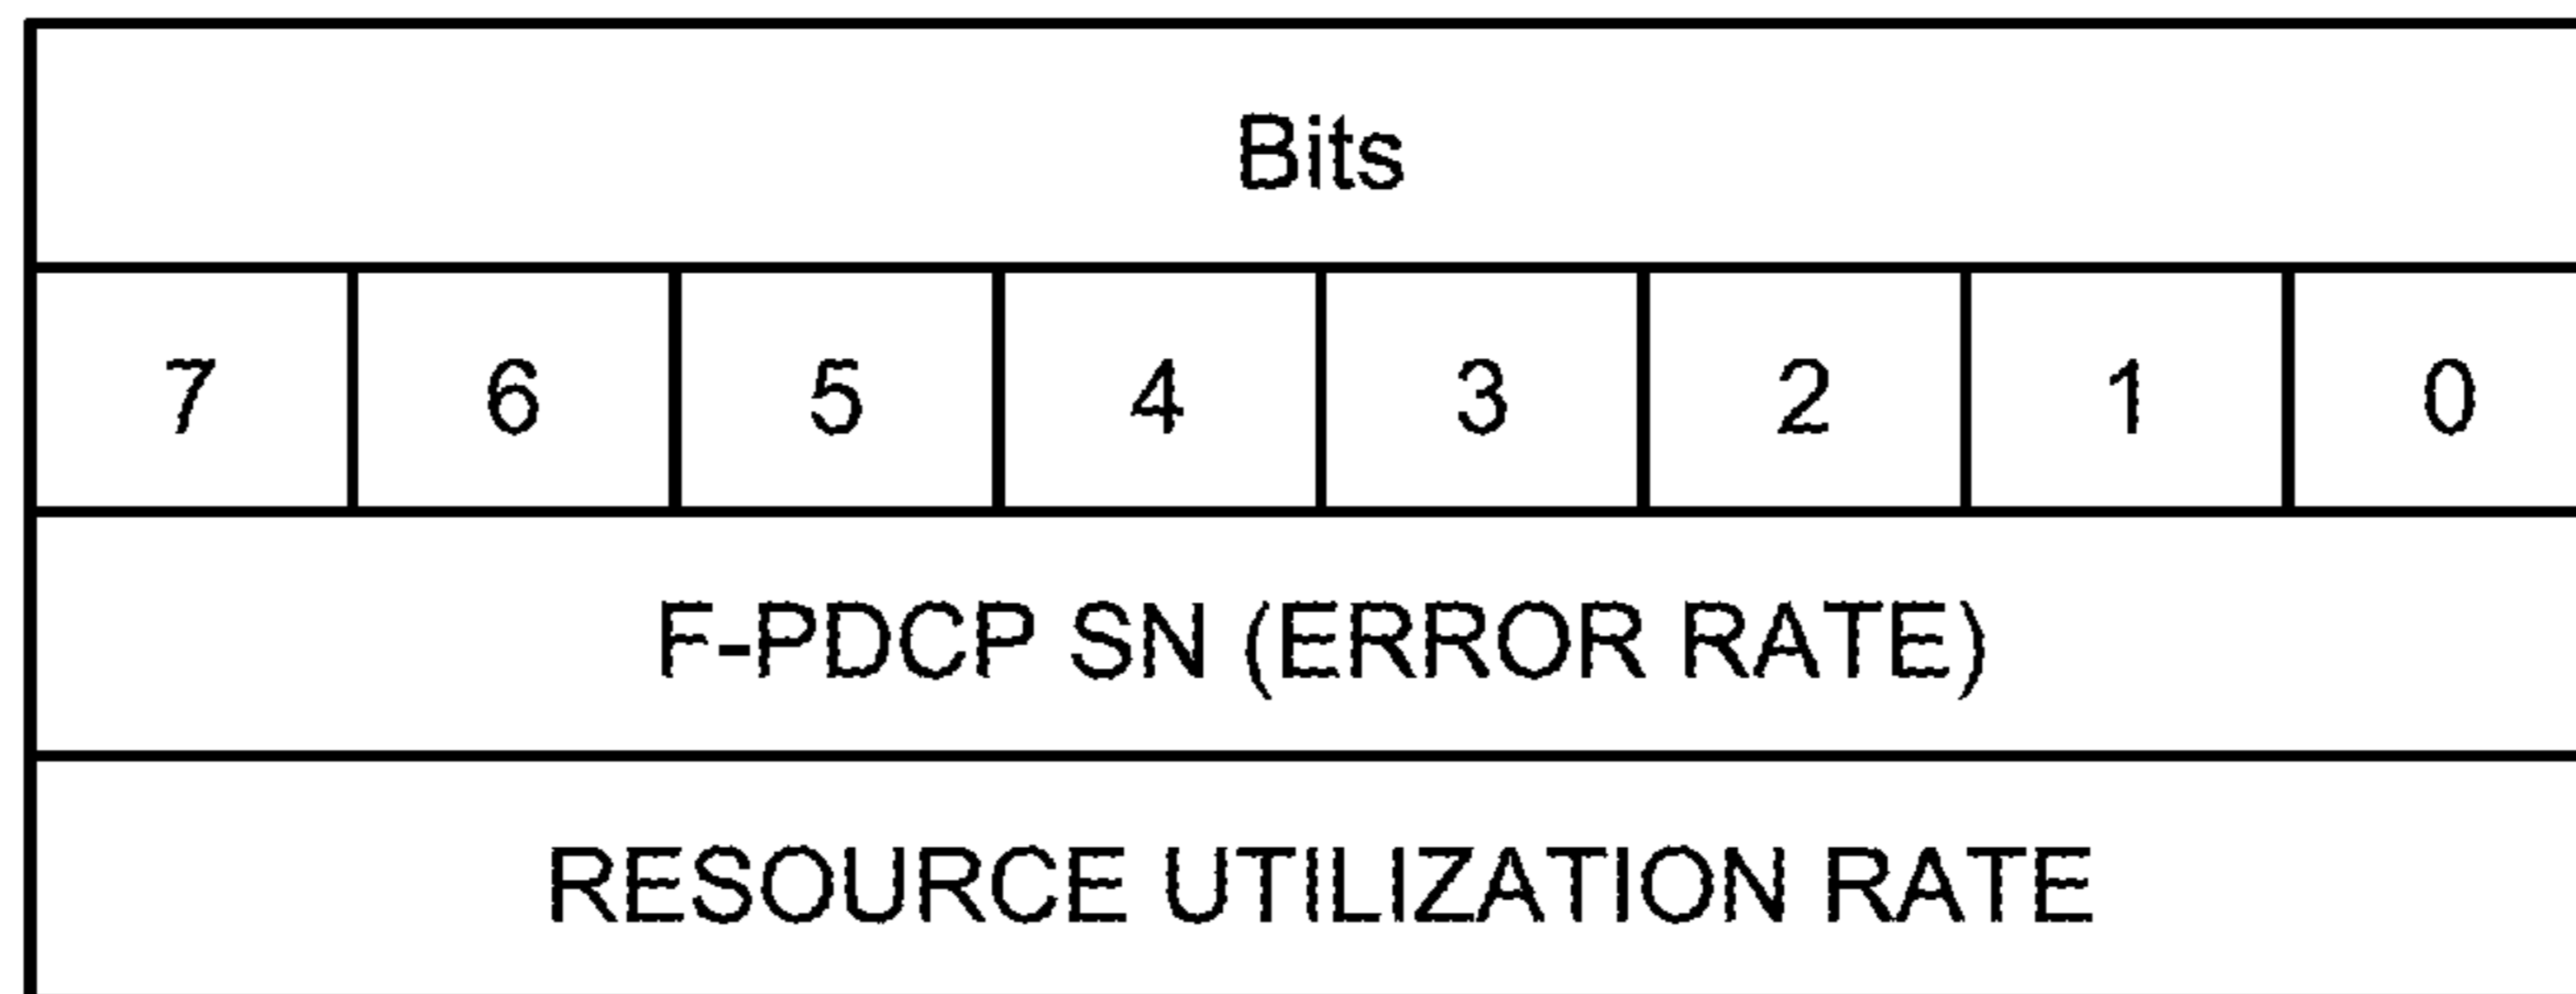 Bits
7 6 5 4 3 2 1 0
F-PDCP SN (ERROR RATE)
RESOURCE UTILIZATION RATE